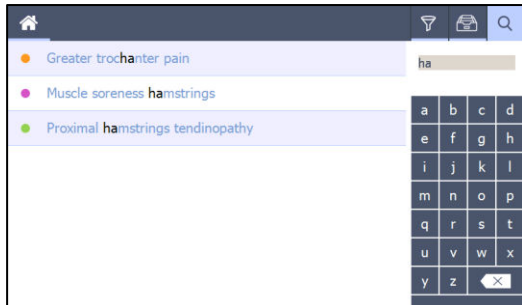 Greater trochanter pain
Muscle soreness hamstrings
Proximal hamstrings tendinopathy
ha
a b c d
e f g h
i j k l
m n o p
q r s t
u v w x
y z